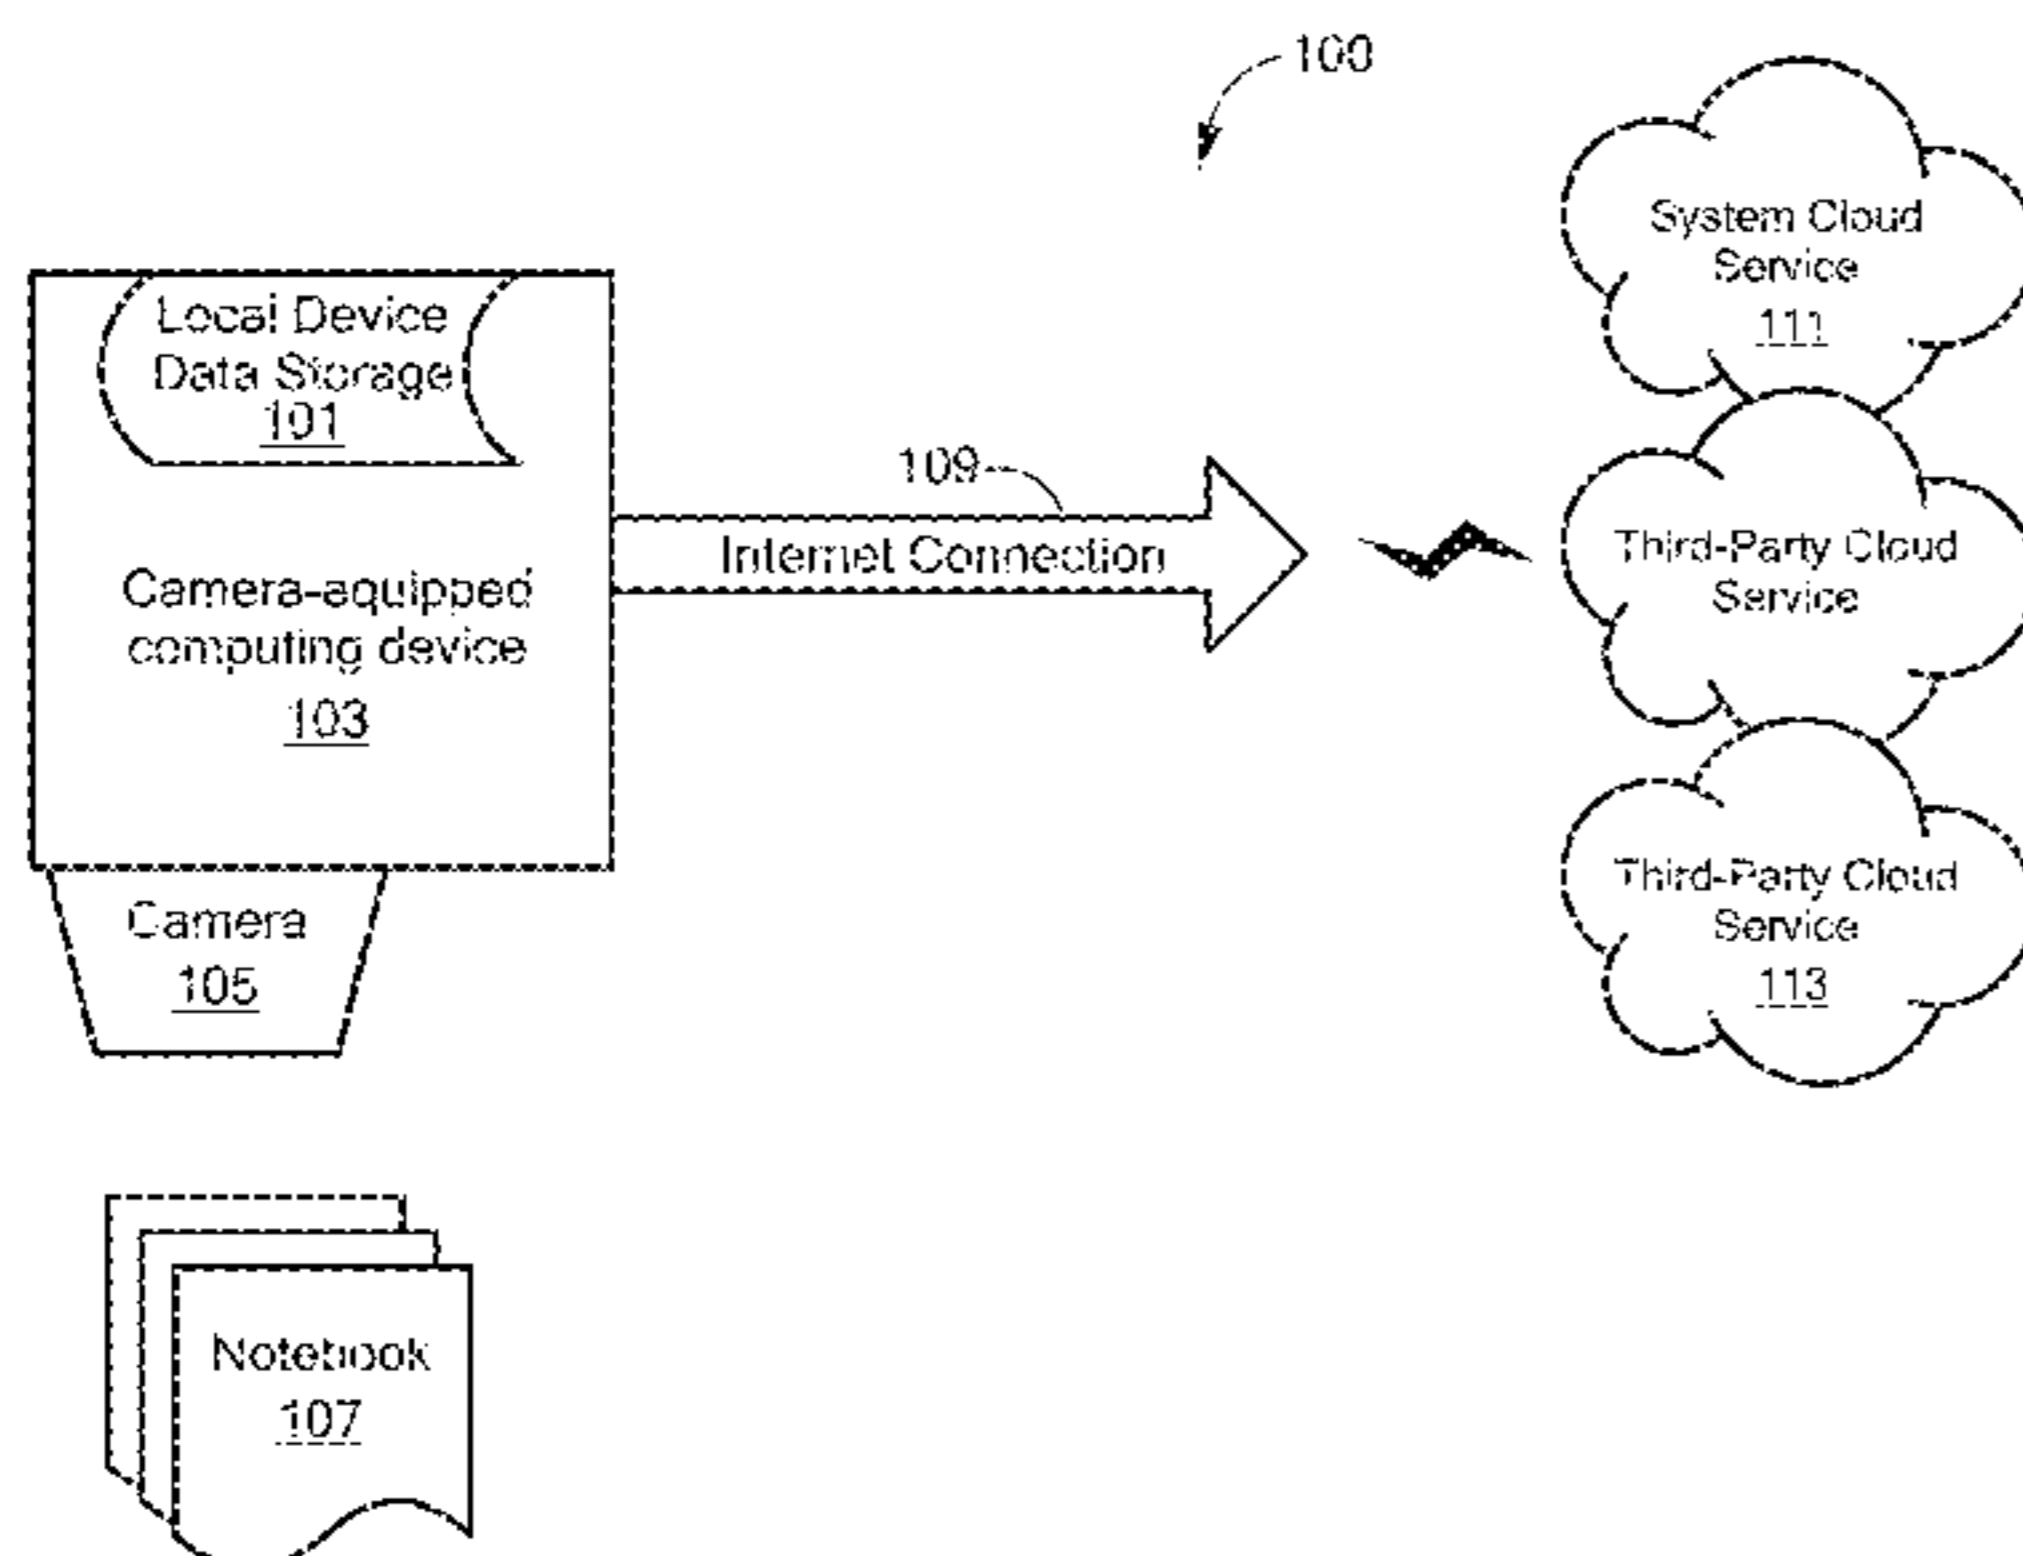 100
System Cloud
Service
111
Local Device
Data Storage
101
109
Internet Connection
Third-Party Cloud
Service
Camera-aquipped
computing device
103
Third-Party Cloud
Service
113
Camera
105
Notebook
107